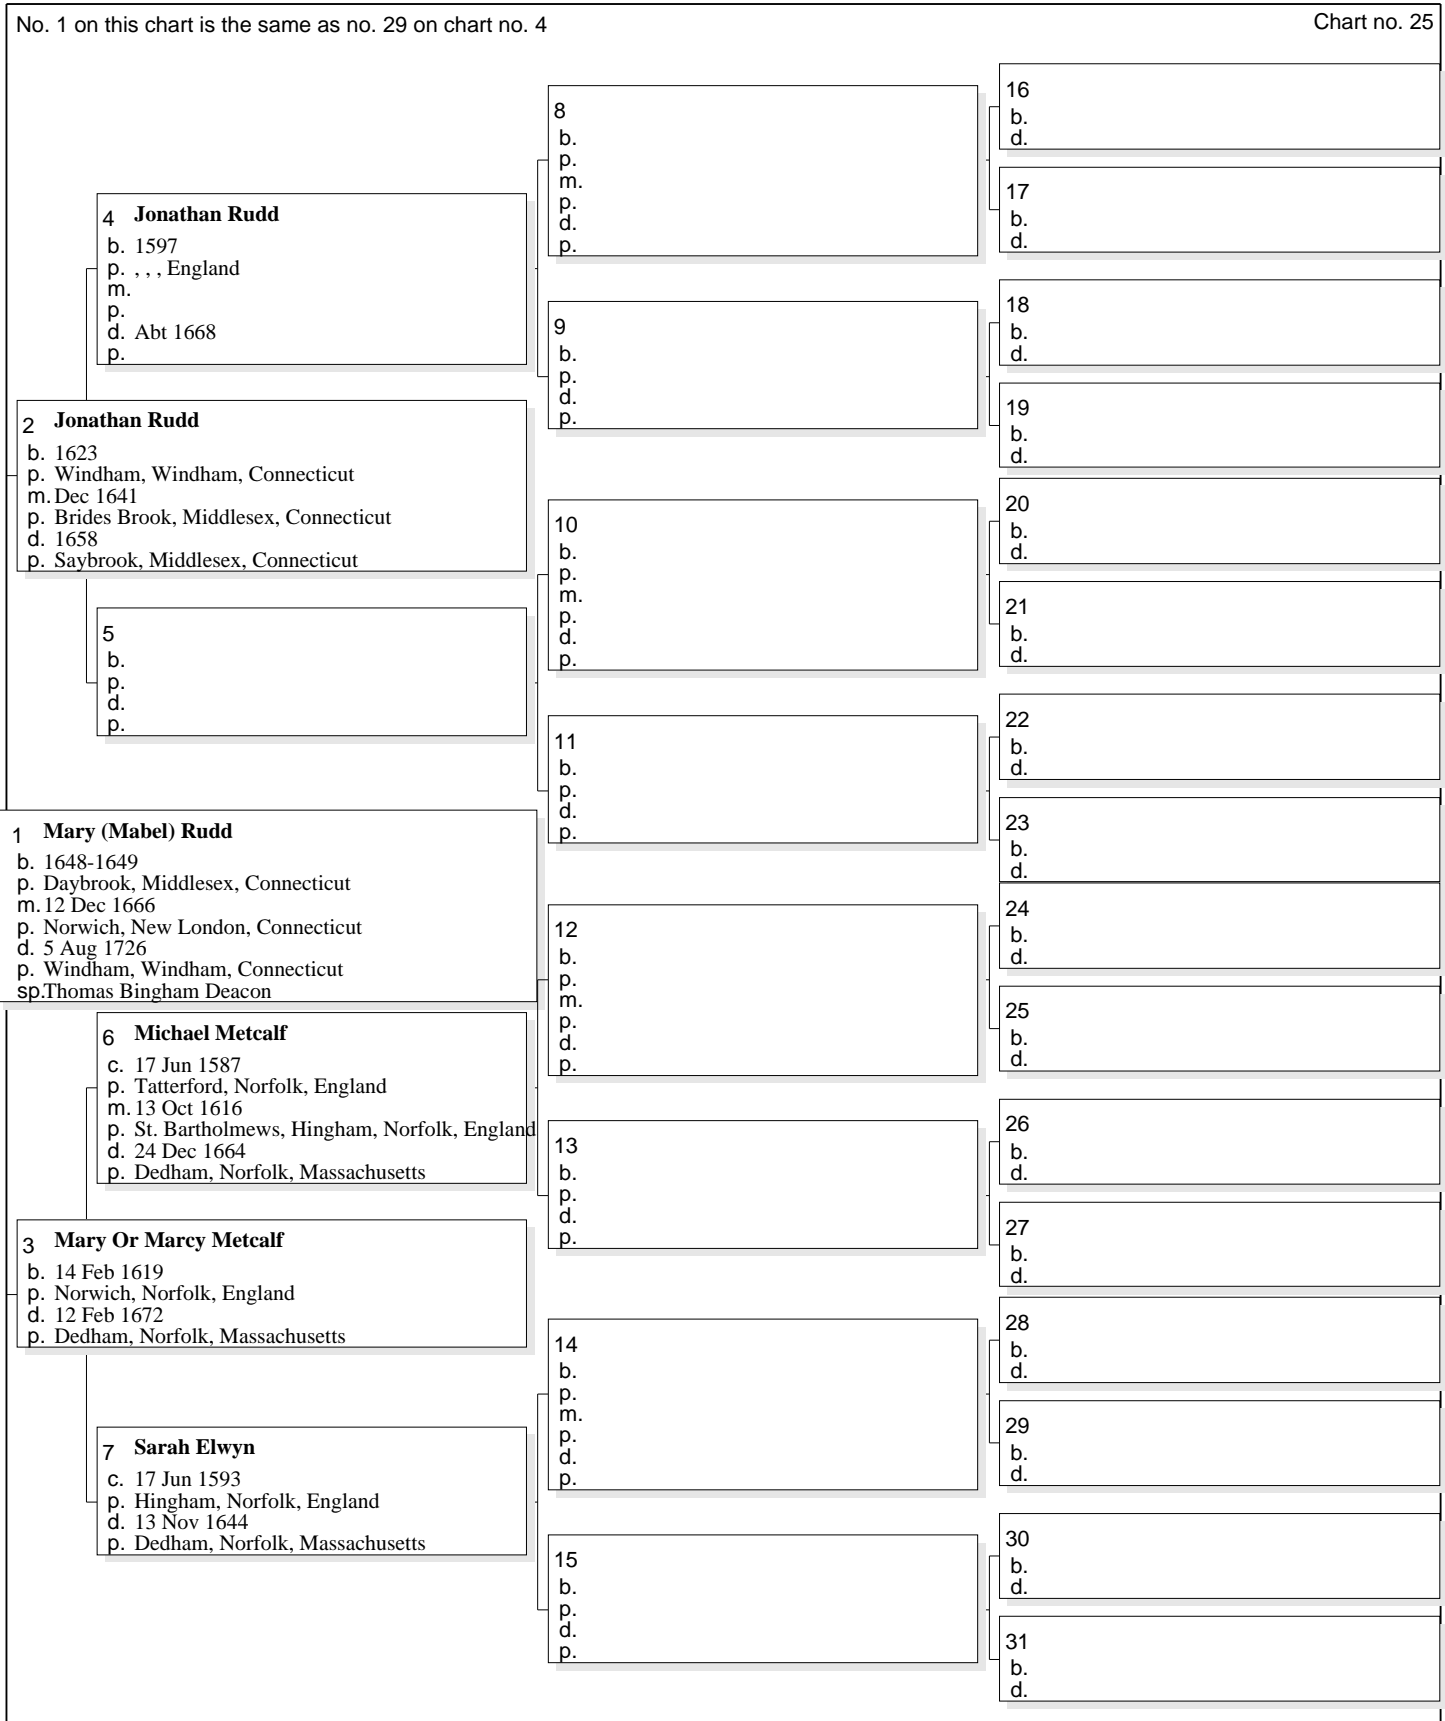 No. 1 on this chart is the same as no. 29 on chart no. 4
Chart no. 25
1 Mary (Mabel) Rudd
b. 1648-1649
p. Daybrook, Middlesex, Connecticut
m. 12 Dec 1666
p. Norwich, New London, Connecticut
d. 5 Aug 1726
p. Windham, Windham, Connecticut
sp. Thomas Bingham Deacon
2 Jonathan Rudd
b. 1623
p. Windham, Windham, Connecticut
m. Dec 1641
p. Brides Brook, Middlesex, Connecticut
d. 1658
p. Saybrook, Middlesex, Connecticut
3 Mary Or Marcy Metcalf
b. 14 Feb 1619
p. Norwich, Norfolk, England
d. 12 Feb 1672
p. Dedham, Norfolk, Massachusetts
4 Jonathan Rudd
b. 1597
p. , , , England
m.
p.
d. Abt 1668
p.
5
b.
p.
d.
p.
6 Michael Metcalf
c. 17 Jun 1587
p. Tatterford, Norfolk, England
m. 13 Oct 1616
p. St. Bartholmews, Hingham, Norfolk, England
d. 24 Dec 1664
p. Dedham, Norfolk, Massachusetts
7 Sarah Elwyn
c. 17 Jun 1593
p. Hingham, Norfolk, England
d. 13 Nov 1644
p. Dedham, Norfolk, Massachusetts
8
b.
p.
m.
p.
d.
p.
9
b.
p.
d.
p.
10
b.
p.
m.
p.
d.
p.
11
b.
p.
d.
p.
12
b.
p.
m.
p.
d.
p.
13
b.
p.
d.
p.
14
b.
p.
m.
p.
d.
p.
15
b.
p.
d.
p.
16
b.
d.
17
b.
d.
18
b.
d.
19
b.
d.
20
b.
d.
21
b.
d.
22
b.
d.
23
b.
d.
24
b.
d.
25
b.
d.
26
b.
d.
27
b.
d.
28
b.
d.
29
b.
d.
30
b.
d.
31
b.
d.